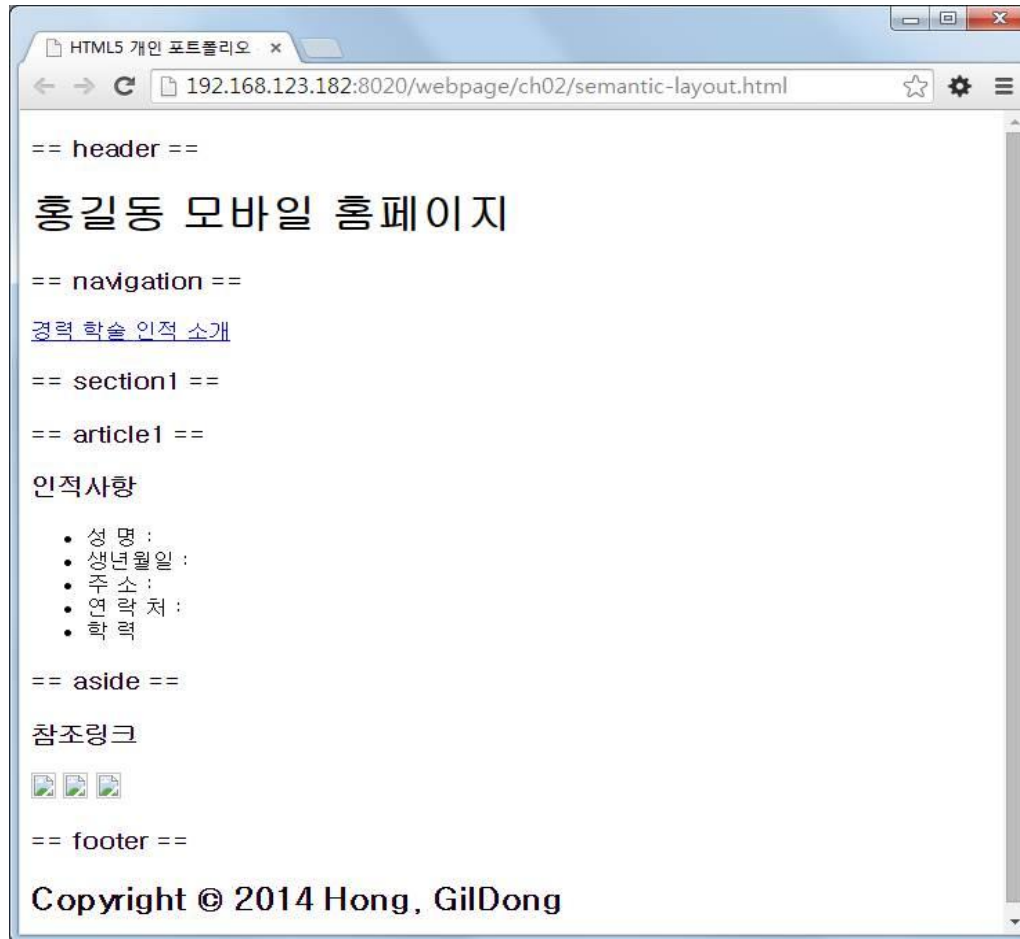 HTML5 개인 포트폴리오
192.168.123.182:8020/webpage/ch02/semantic-layout.html
== header ==
홍길동 모바일 홈페이지
== navigation ==
경력 학술 인적 소개
== section1 ==
== article1 ==
인적사항
성 명 :
생년월일 :
주 소 :
연 락 처 :
학 력
== aside ==
참조링크
== footer ==
Copyright © 2014 Hong, GilDong